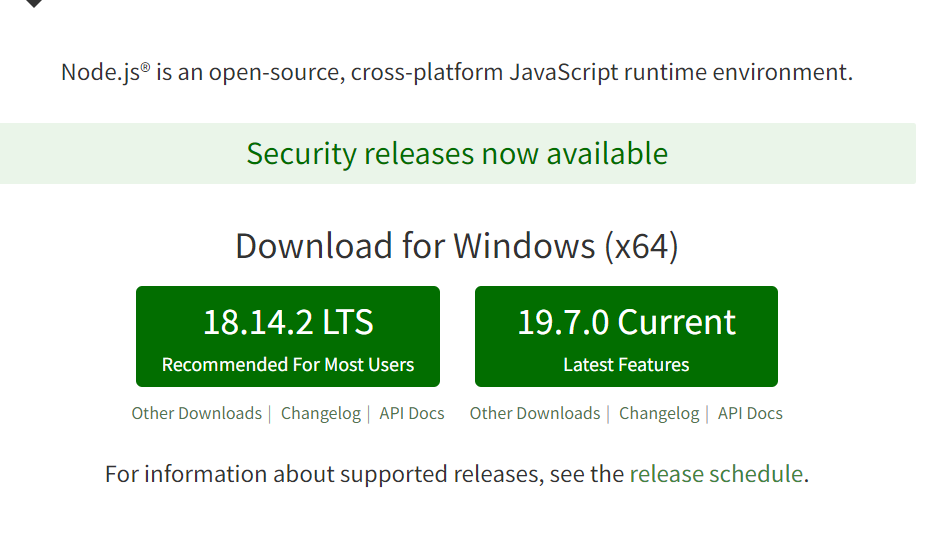 Node.js® is an open-source, cross-platform JavaScript runtime environment.
Security releases now available
Download for Windows (x64)
18.14.2 LTS
Recommended For Most Users
19.7.0 Current
Latest Features
Other Downloads | Changelog | API Docs
Other Downloads | Changelog | API Docs
For information about supported releases, see the release schedule.